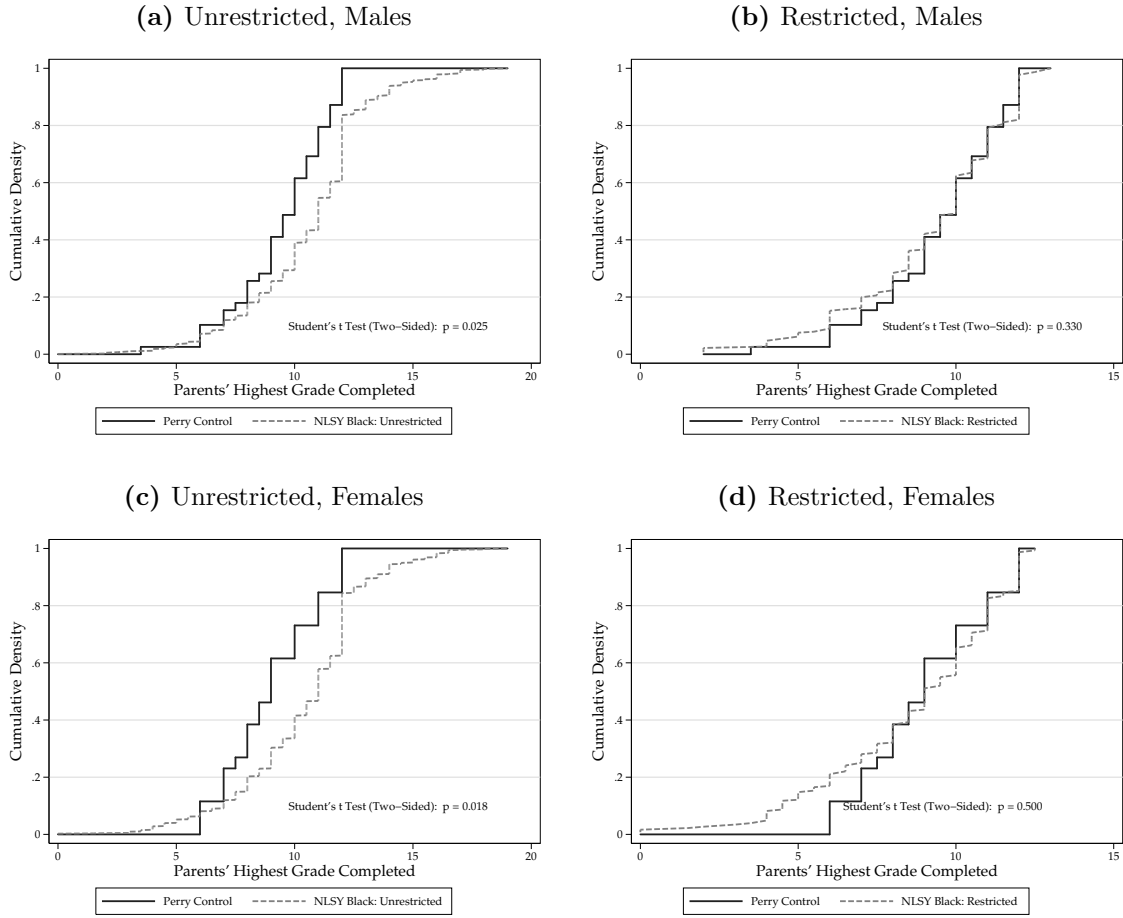 (a) Unrestricted, Males
1
.8
.6
.4
.2
0
Cumulative Density
Student's t Test (Two−Sided): p = 0.025
0 5 10 15 20
Parents' Highest Grade Completed
Perry Control NLSY Black: Unrestricted
(b) Restricted, Males
1
.8
.6
.4
.2
0
Cumulative Density
Student's t Test (Two−Sided): p = 0.330
0 5 10 15
Parents' Highest Grade Completed
Perry Control NLSY Black: Restricted
(c) Unrestricted, Females
1
.8
.6
.4
.2
0
Cumulative Density
Student's t Test (Two−Sided): p = 0.018
0 5 10 15 20
Parents' Highest Grade Completed
Perry Control NLSY Black: Unrestricted
(d) Restricted, Females
1
.8
.6
.4
.2
0
Cumulative Density
Student's t Test (Two−Sided): p = 0.500
0 5 10 15
Parents' Highest Grade Completed
Perry Control NLSY Black: Restricted